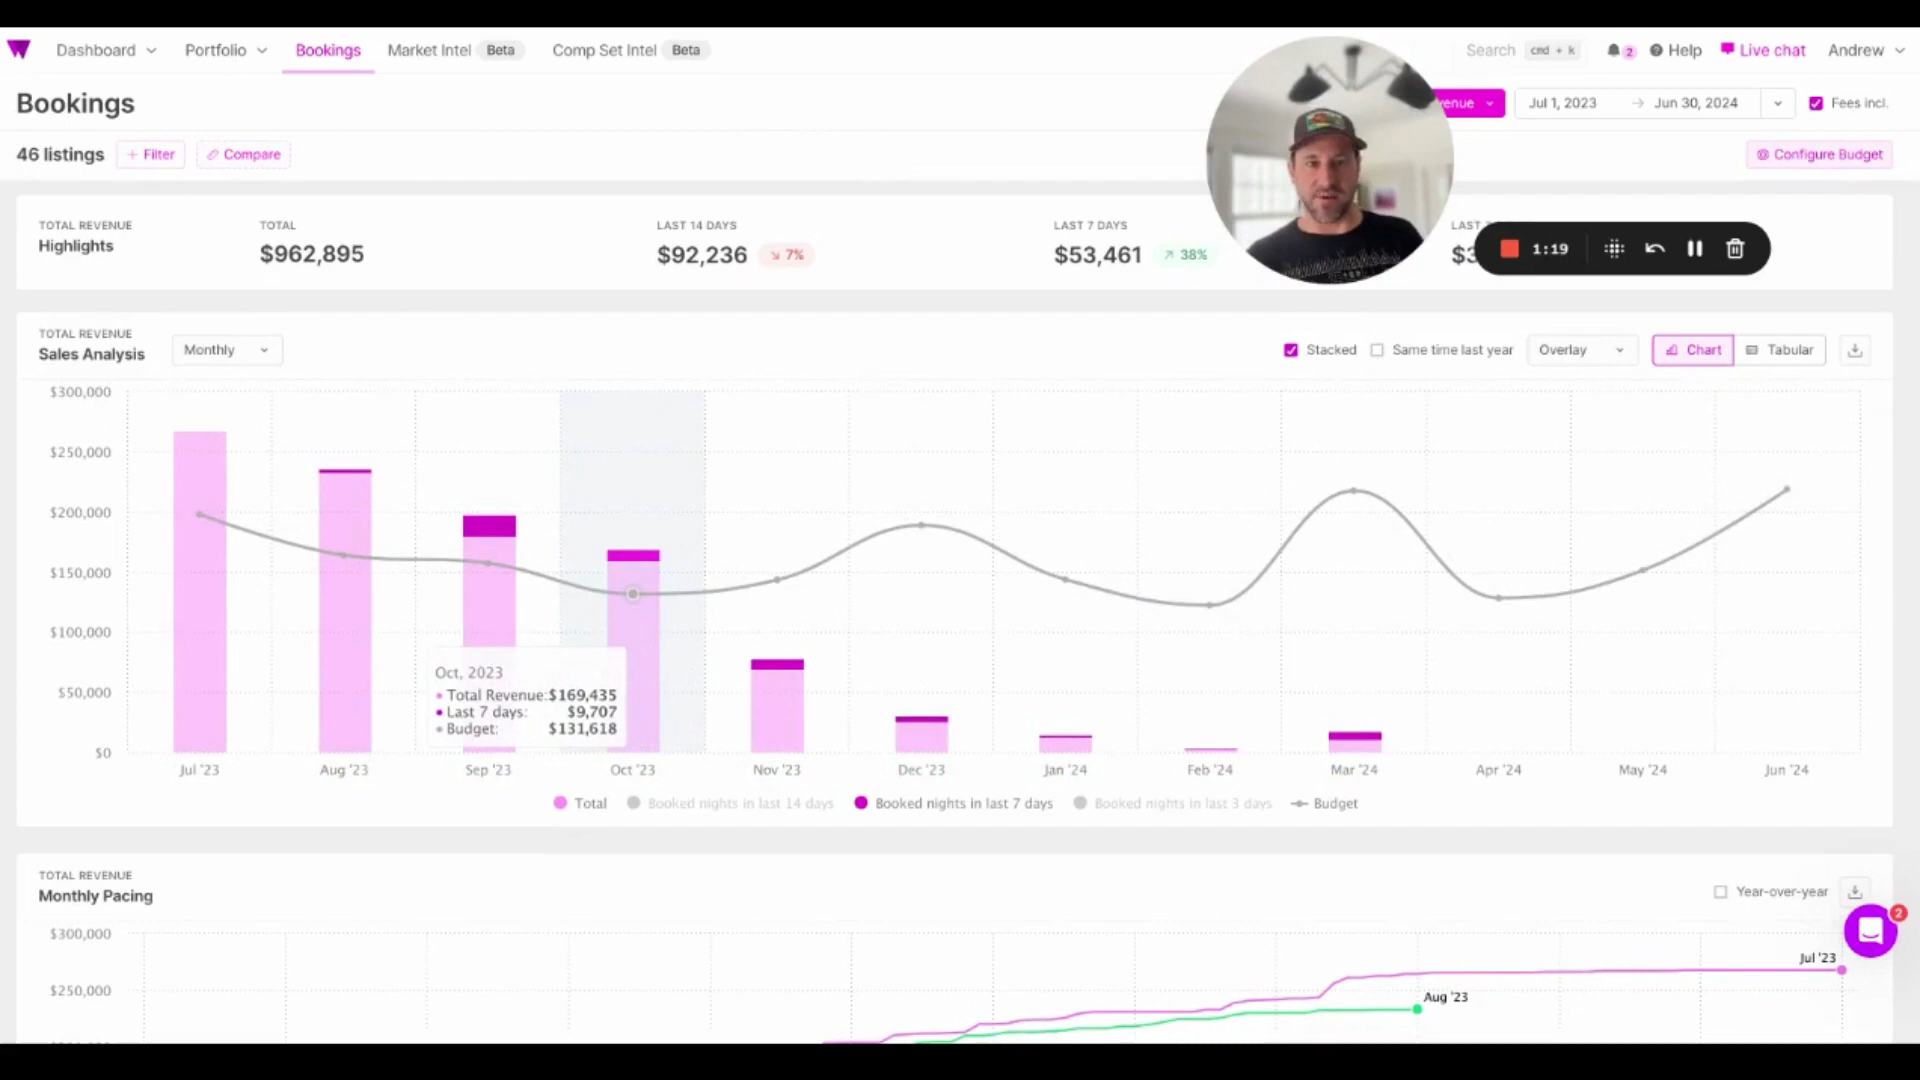 Dashboard Portfolio Bookings Market Intel Beta Comp Set Intel Beta Search cmd + k 2 Help Live chat Andrew
Bookings
enue Jul 1, 2023 → Jun 30, 2024 Fees incl.
46 listings + Filter Compare Configure Budget
TOTAL REVENUE TOTAL LAST 14 DAYS LAST 7 DAYS LAST
Highlights $962,895 $92,236 7% $53,461 38% $3
1:19
TOTAL REVENUE
Sales Analysis Monthly Stacked Same time last year Overlay Chart Tabular
$300,000
$250,000
$200,000
$150,000
$100,000
$50,000
$0
Oct, 2023
Total Revenue: $169,435
Last 7 days: $9,707
Budget: $131,618
Jul '23 Aug '23 Sep '23 Oct '23 Nov '23 Dec '23 Jan '24 Feb '24 Mar '24 Apr '24 May '24 Jun '24
Total Booked nights in last 14 days Booked nights in last 7 days Booked nights in last 3 days Budget
TOTAL REVENUE
Monthly Pacing Year-over-year
2
$300,000
Jul '23
$250,000
Aug '23